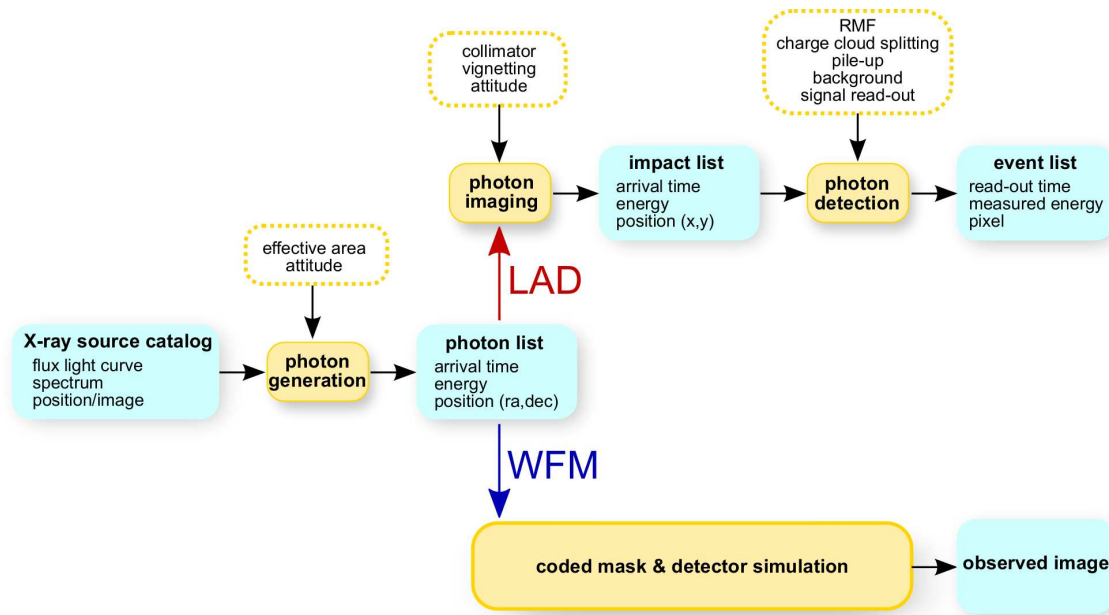 collimator
vignetting
attitude
RMF
charge cloud splitting
pile-up
background
signal read-out
photon
imaging
impact list
arrival time
energy
position (x,y)
photon
detection
event list
read-out time
measured energy
pixel
effective area
attitude
LAD
X-ray source catalog
flux light curve
spectrum
position/image
photon
generation
photon list
arrival time
energy
position (ra,dec)
WFM
coded mask & detector simulation
observed image